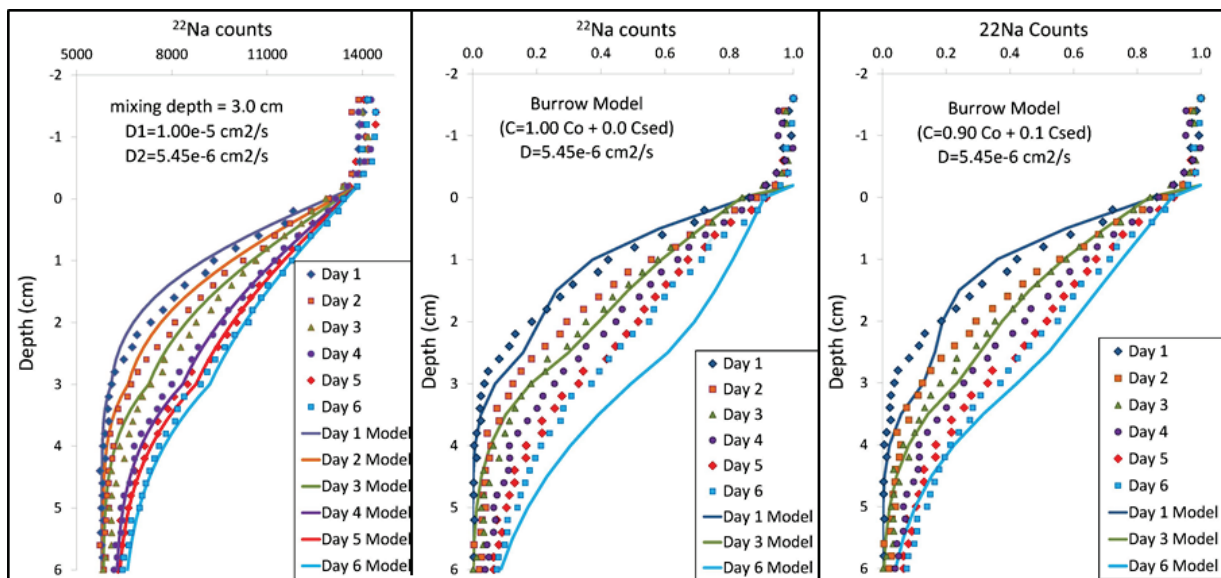 22Na counts
5000 8000 11000 14000
-2
-1
0
1
2
3
4
5
6
Depth (cm)
mixing depth = 3.0 cm
D1=1.00e-5 cm2/s
D2=5.45e-6 cm2/s
Day 1
Day 2
Day 3
Day 4
Day 5
Day 6
Day 1 Model
Day 2 Model
Day 3 Model
Day 4 Model
Day 5 Model
Day 6 Model
22Na counts
0.0 0.2 0.4 0.6 0.8 1.0
-2
-1
0
1
2
3
4
5
6
Depth (cm)
Burrow Model
(C=1.00 Co + 0.0 Csed)
D=5.45e-6 cm2/s
Day 1
Day 2
Day 3
Day 4
Day 5
Day 6
Day 1 Model
Day 3 Model
Day 6 Model
22Na Counts
0.0 0.2 0.4 0.6 0.8 1.0
-2
-1
0
1
2
3
4
5
6
Depth (cm)
Burrow Model
(C=0.90 Co + 0.1 Csed)
D=5.45e-6 cm2/s
Day 1
Day 2
Day 3
Day 4
Day 5
Day 6
Day 1 Model
Day 3 Model
Day 6 Model